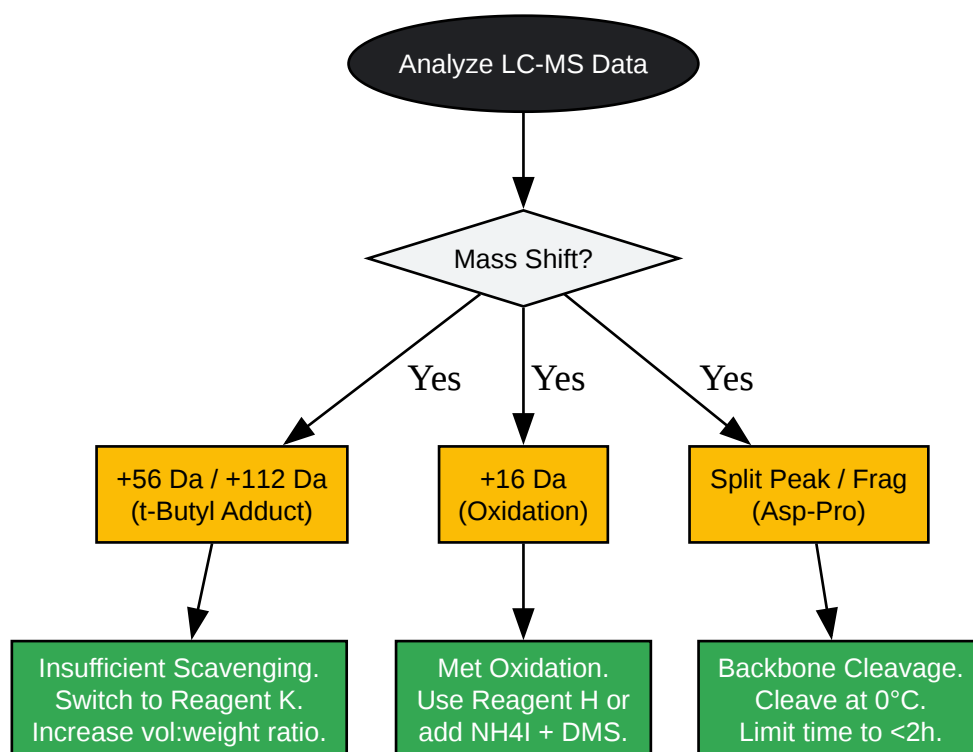 Analyze LC-MS Data
Mass Shift?
Yes
Yes
Yes
+56 Da / +112 Da
(t-Butyl Adduct)
+16 Da
(Oxidation)
Split Peak / Frag
(Asp-Pro)
Insufficient Scavenging.
Switch to Reagent K.
Increase vol:weight ratio.
Met Oxidation.
Use Reagent H or
add NH4I + DMS.
Backbone Cleavage.
Cleave at 0°C.
Limit time to <2h.